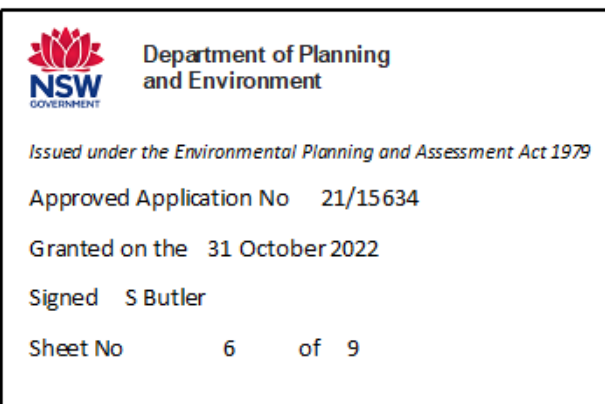 NSW
GOVERNMENT
Department of Planning
and Environment
Issued under the Environmental Planning and Assessment Act 1979
Approved Application No 21/15634
Granted on the 31 October 2022
Signed S Butler
Sheet No 6 of 9